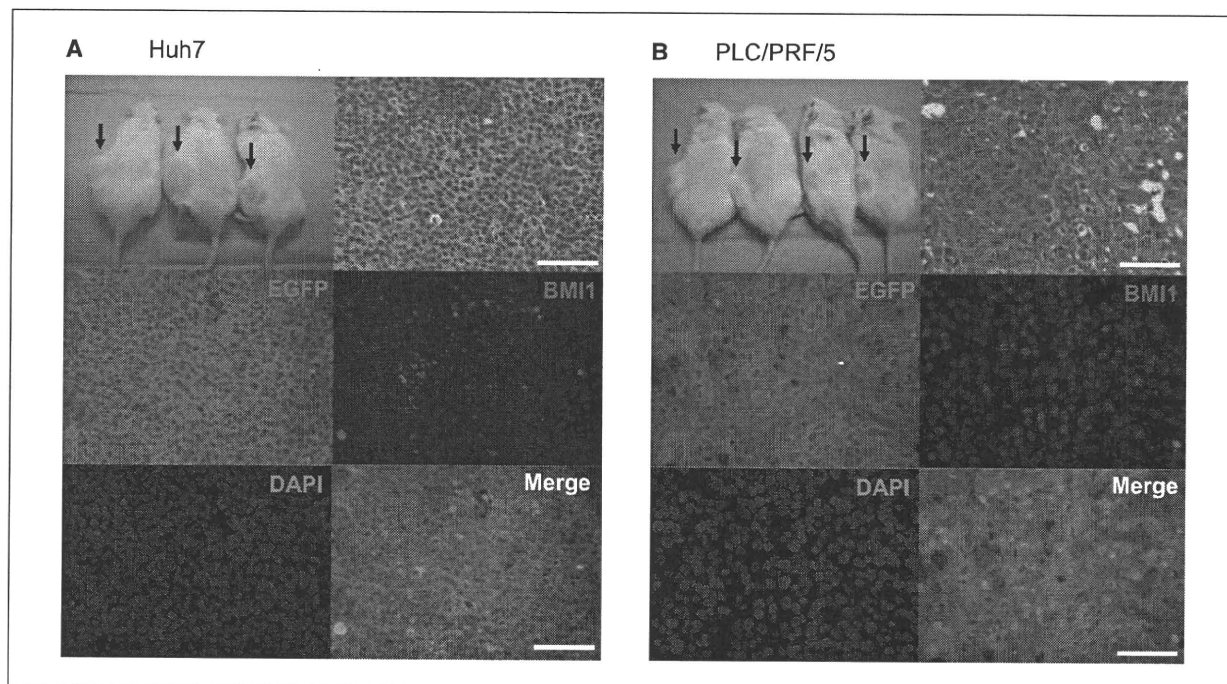 A Huh7
B PLC/PRF/5
EGFP
BMI1
DAPI
Merge
EGFP
BMI1
DAPI
Merge